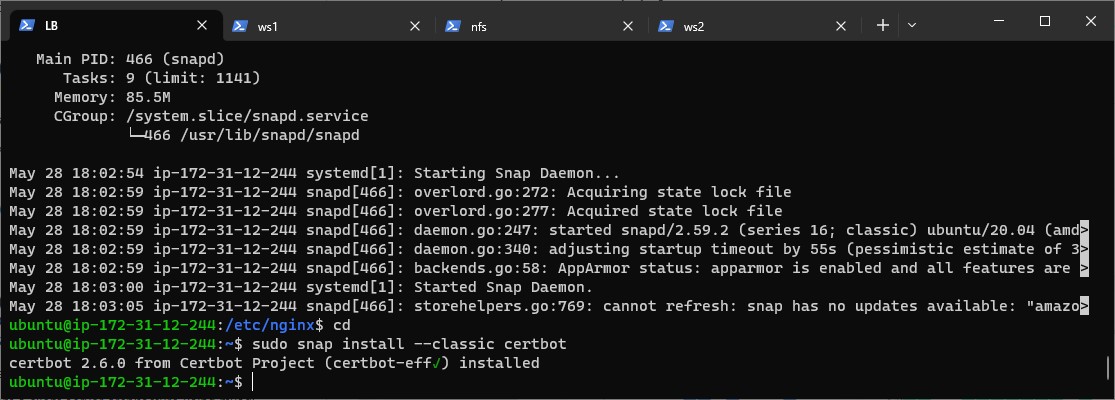 LB ws1 nfs ws2
Main PID: 466 (snapd)
Tasks: 9 (limit: 1141)
Memory: 85.5M
CGroup: /system.slice/snapd.service
└─466 /usr/lib/snapd/snapd
May 28 18:02:54 ip-172-31-12-244 systemd[1]: Starting Snap Daemon...
May 28 18:02:59 ip-172-31-12-244 snapd[466]: overlord.go:272: Acquiring state lock file
May 28 18:02:59 ip-172-31-12-244 snapd[466]: overlord.go:277: Acquired state lock file
May 28 18:02:59 ip-172-31-12-244 snapd[466]: daemon.go:247: started snapd/2.59.2 (series 16; classic) ubuntu/20.04 (amd>
May 28 18:02:59 ip-172-31-12-244 snapd[466]: daemon.go:340: adjusting startup timeout by 55s (pessimistic estimate of 3>
May 28 18:02:59 ip-172-31-12-244 snapd[466]: backends.go:58: AppArmor status: apparmor is enabled and all features are >
May 28 18:03:00 ip-172-31-12-244 systemd[1]: Started Snap Daemon.
May 28 18:03:05 ip-172-31-12-244 snapd[466]: storehelpers.go:769: cannot refresh: snap has no updates available: "amazo>
ubuntu@ip-172-31-12-244:/etc/nginx$ cd
ubuntu@ip-172-31-12-244:~$ sudo snap install --classic certbot
certbot 2.6.0 from Certbot Project (certbot-eff✓) installed
ubuntu@ip-172-31-12-244:~$